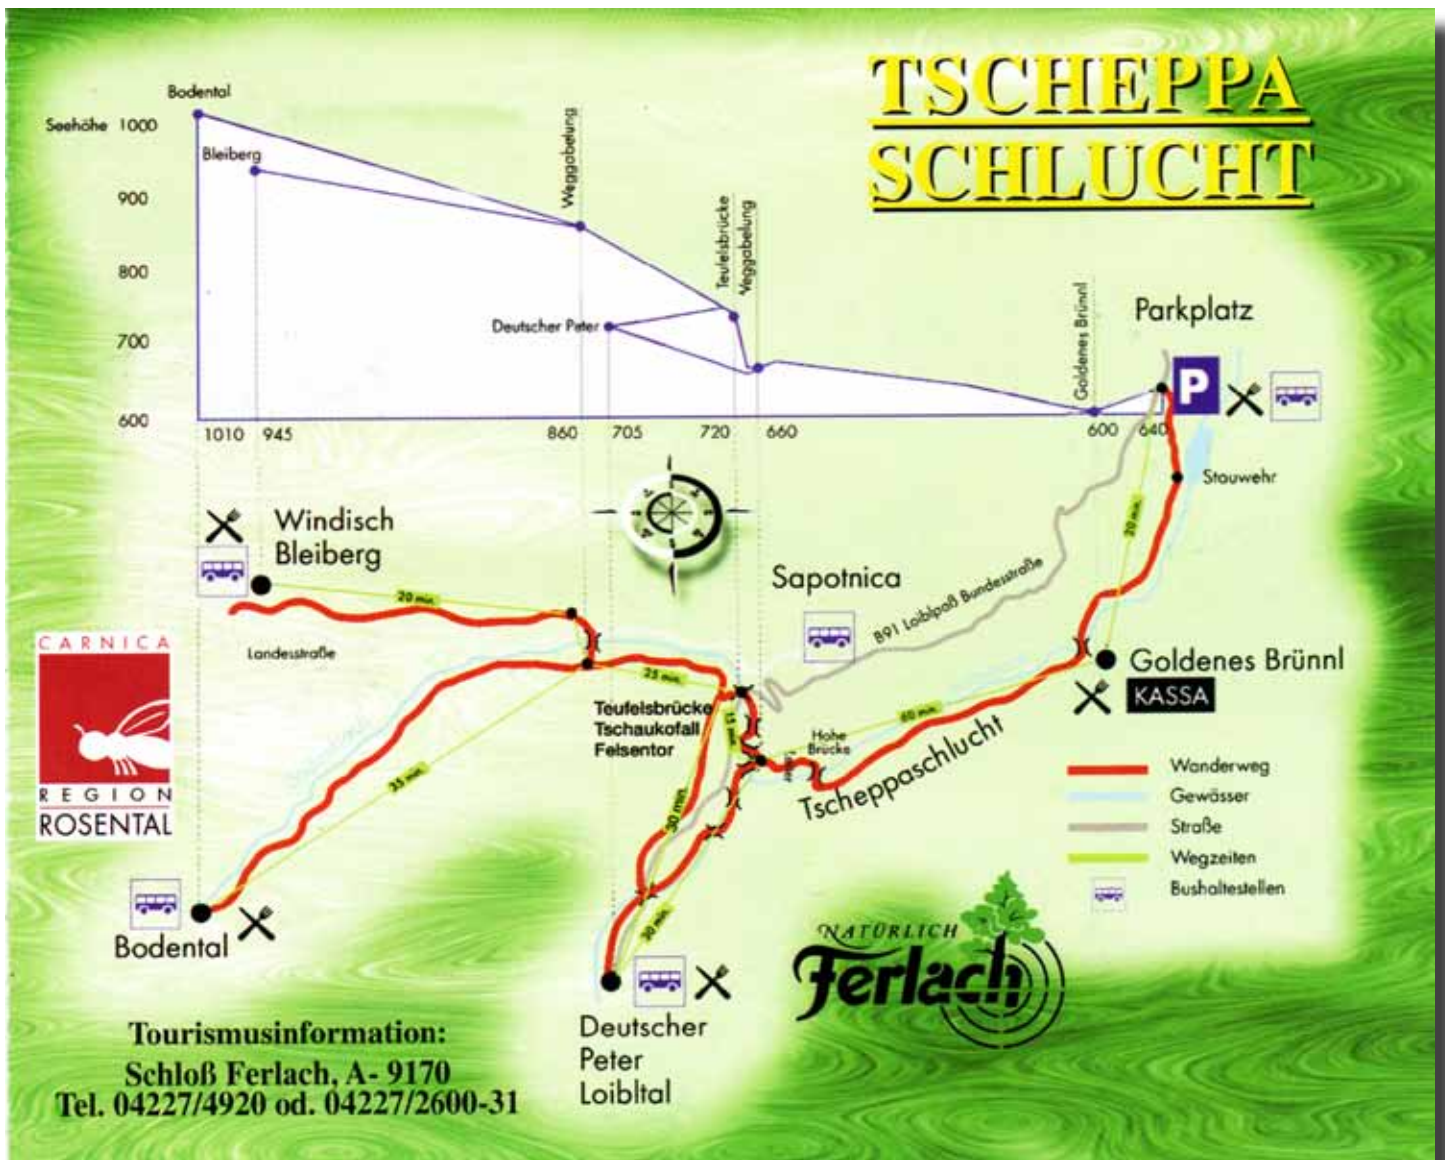 TSCHEPPA
SCHLUCHT
Bodental
Seehöhe 1000
Bleiberg
900
800
700
600
Weggabelung
Teufelsbrücke
Weggabelung
Deutscher Peter
Goldenes Brünnl
Parkplatz
P
1010 945 860 705 720 660 600 640
Stauwehr
Windisch
Bleiberg
20 min.
20 min.
Sapotnica
B91 Loiblpaß Bundesstraße
CARNICA
REGION
ROSENTAL
Landesstraße
25 min.
Teufelsbrücke
Tschaukofall
Felsentor
15 min.
35 min.
30 min.
30 min.
60 min.
Hohe
Brücke
Tscheppaschlucht
Goldenes Brünnl
KASSA
Wanderweg
Gewässer
Straße
Wegzeiten
Bushaltestellen
Bodental
NATÜRLICH
Ferlach
Deutscher
Peter
Loibltal
Tourismusinformation:
Schloß Ferlach, A- 9170
Tel. 04227/4920 od. 04227/2600-31